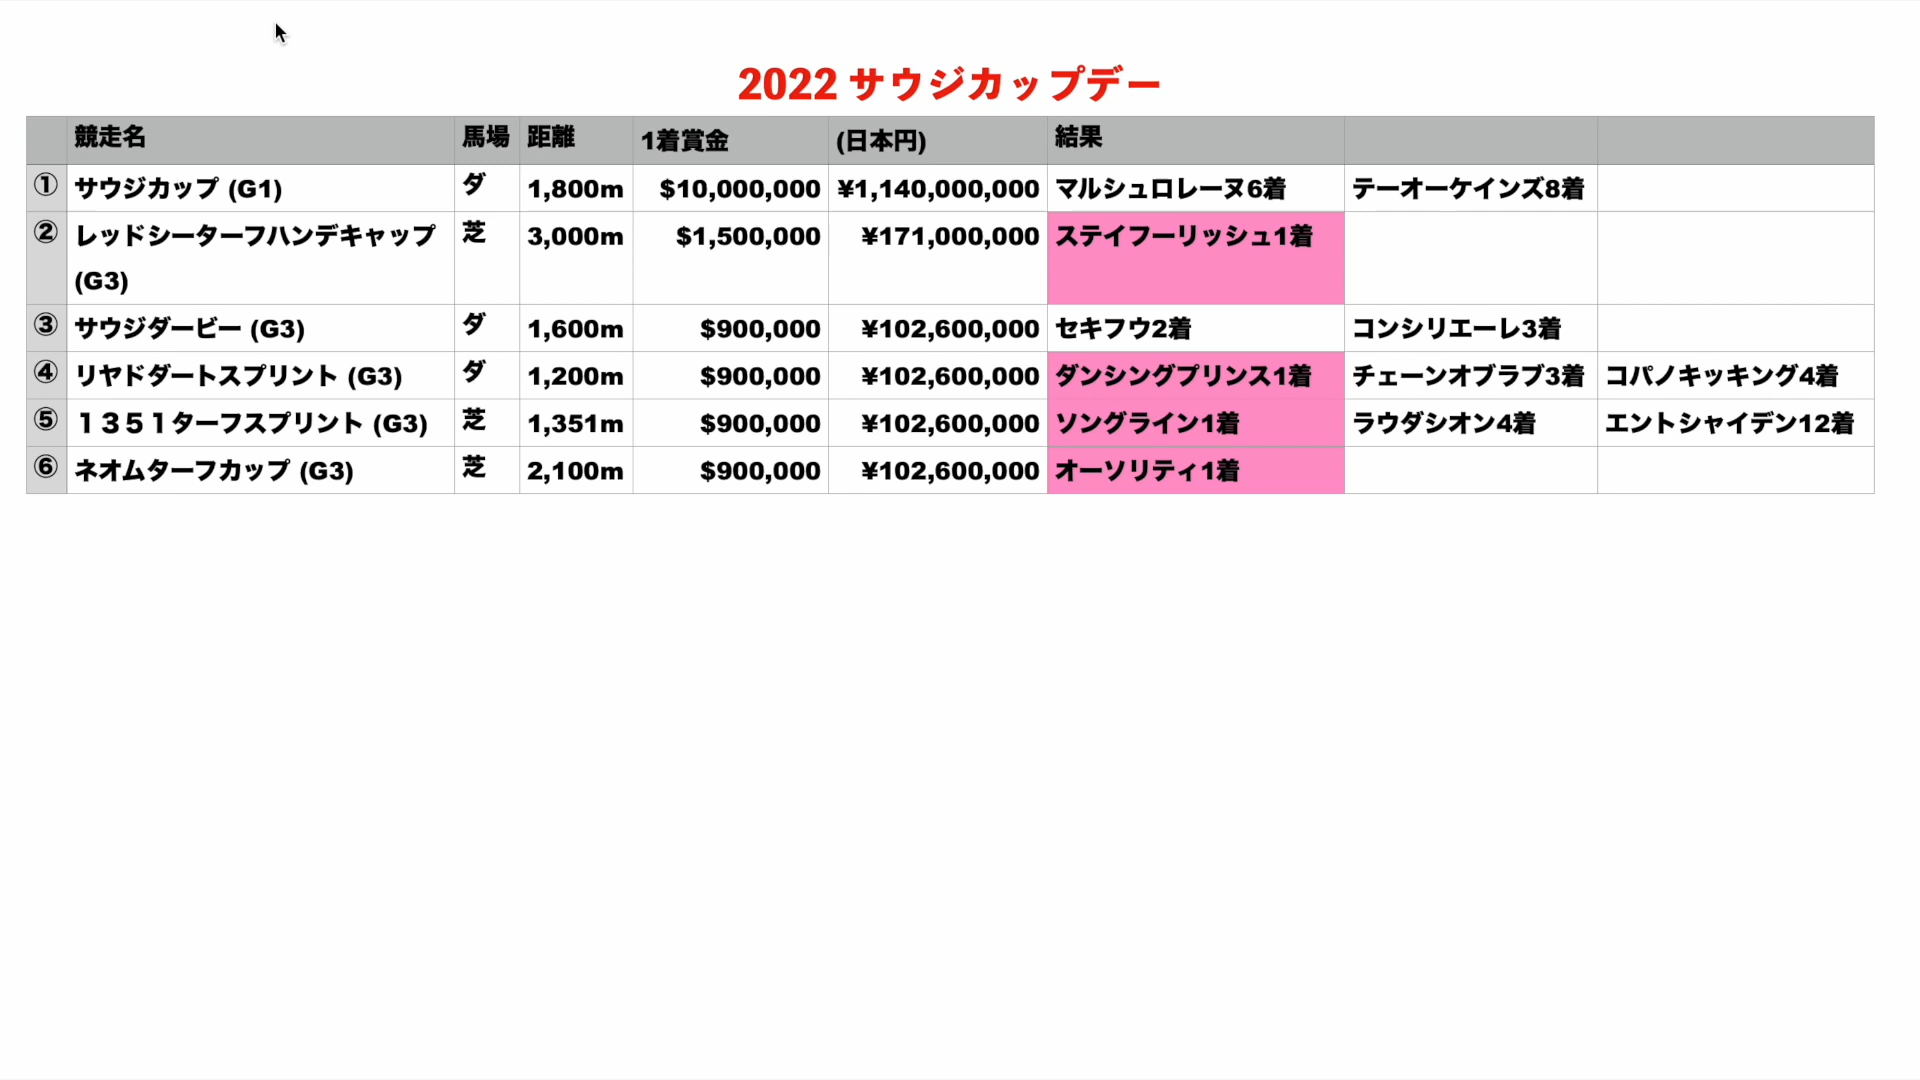 2022 サウジカップデー
競走名 馬場 距離 1着賞金 (日本円) 結果
① サウジカップ (G1) ダ 1,800m $10,000,000 ¥1,140,000,000 マルシュロレーヌ6着 テーオーケインズ8着
② レッドシーターフハンデキャップ 芝 3,000m $1,500,000 ¥171,000,000 ステイフーリッシュ1着
(G3)
③ サウジダービー (G3) ダ 1,600m $900,000 ¥102,600,000 セキフウ2着 コンシリエーレ3着
④ リヤドダートスプリント (G3) ダ 1,200m $900,000 ¥102,600,000 ダンシングプリンス1着 チェーンオブラブ3着 コパノキッキング4着
⑤ 1351ターフスプリント (G3) 芝 1,351m $900,000 ¥102,600,000 ソングライン1着 ラウダシオン4着 エントシャイデン12着
⑥ ネオムターフカップ (G3) 芝 2,100m $900,000 ¥102,600,000 オーソリティ1着